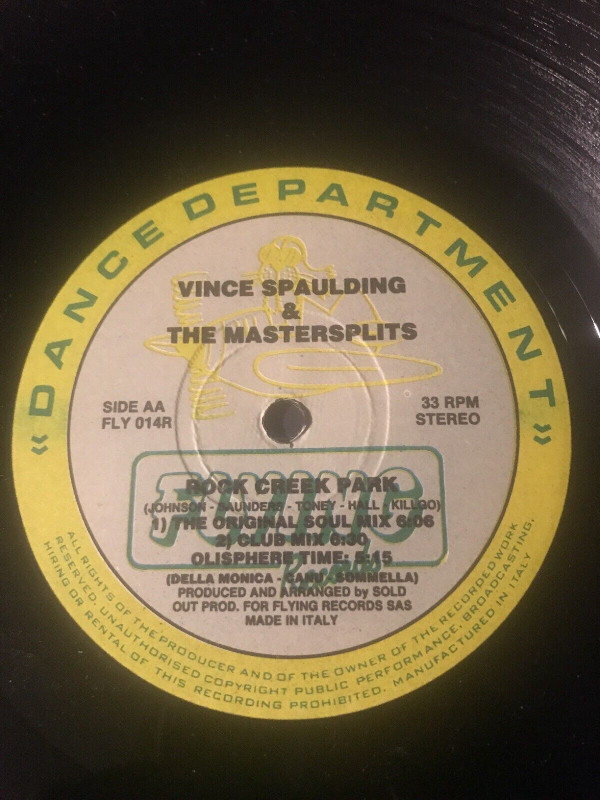 « DANCE DEPARTMENT »
VINCE SPAULDING
&
THE MASTERSPLITS
SIDE AA
FLY 014R
33 RPM
STEREO
FLYING
Records
ROCK CREEK PARK
(JOHNSON - SAUNDERS - TONEY - HALL - KILLGO)
1) THE ORIGINAL SOUL MIX 6:06
2) CLUB MIX 6:30
OLISPHERE TIME: 5:15
(DELLA MONICA - CAIRU - SOMMELLA)
PRODUCED AND ARRANGED by SOLD
OUT PROD. FOR FLYING RECORDS SAS
MADE IN ITALY
ALL RIGHTS OF THE PRODUCER AND OF THE OWNER OF THE RECORDED WORK
RESERVED. UNAUTHORISED COPYRIGHT PUBLIC PERFORMANCE, BROADCASTING,
HIRING OR RENTAL OF THIS RECORDING PROHIBITED. MANUFACTURED IN ITALY